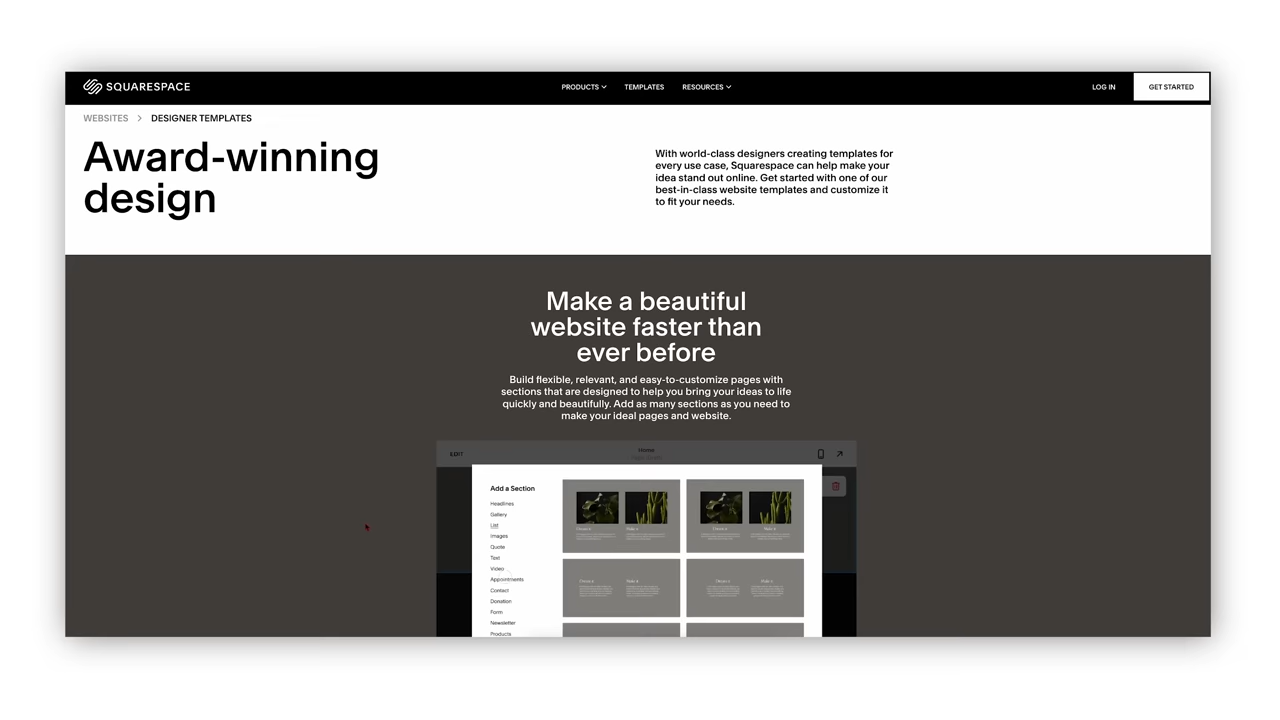 SQUARESPACE
PRODUCTS
TEMPLATES
RESOURCES
LOG IN
GET STARTED
WEBSITES > DESIGNER TEMPLATES
Award-winning
design
With world-class designers creating templates for
every use case, Squarespace can help make your
idea stand out online. Get started with one of our
best-in-class website templates and customize it
to fit your needs.
Make a beautiful
website faster than
ever before
Build flexible, relevant, and easy-to-customize pages with
sections that are designed to help you bring your ideas to life
quickly and beautifully. Add as many sections as you need to
make your ideal pages and website.
EDIT
Home
Add a Section
Headlines
Gallery
List
Images
Quote
Text
Video
Appointments
Contact
Donation
Form
Newsletter
Products